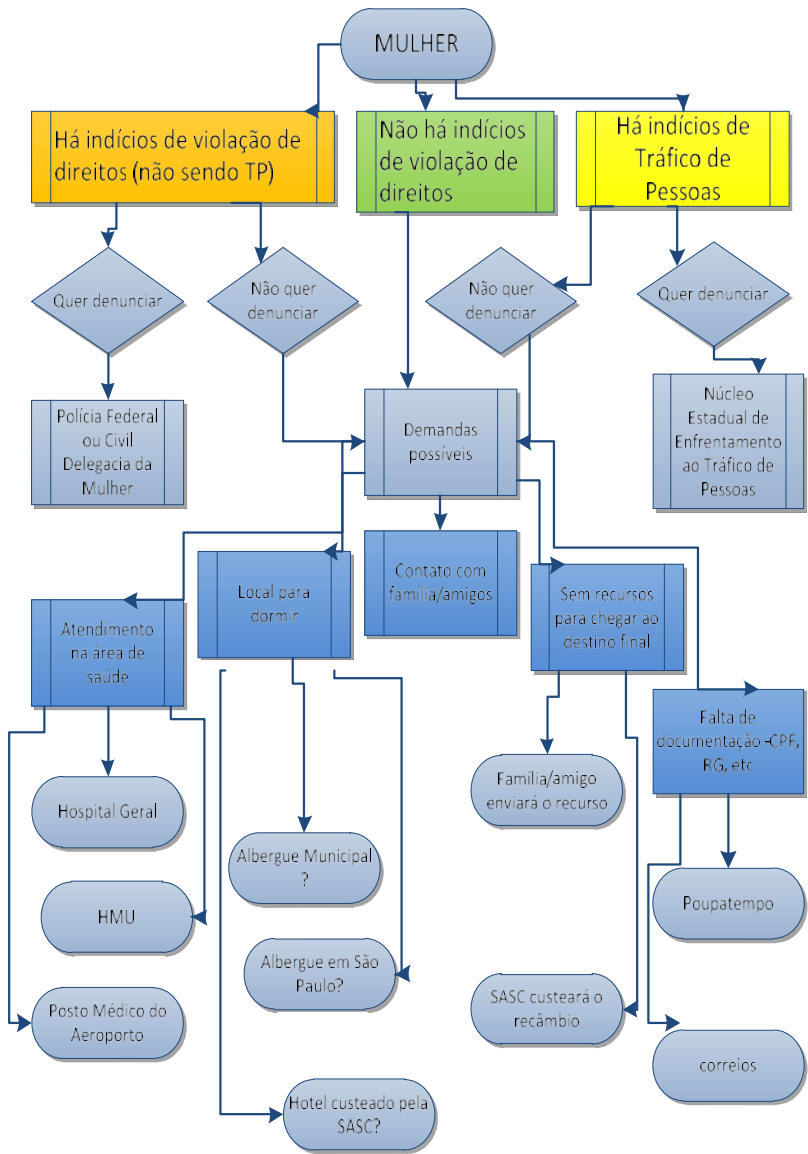 MULHER
Há indícios de violação de
direitos (não sendo TP)
Não há indícios
de violação de
direitos
Há indícios de
Tráfico de
Pessoas
Quer denunciar
Não quer
denunciar
Não quer
denunciar
Quer denunciar
Polícia Federal
ou Civil
Delegacia da
Mulher
Demandas
possíveis
Núcleo
Estadual de
Enfrentamento
ao Tráfico de
Pessoas
Atendimento
na área de
saúde
Local para
dormir
Contato com
família/amigos
Sem recursos
para chegar ao
destino final
Falta de
documentação -CPF,
RG, etc
Hospital Geral
HMU
Posto Médico do
Aeroporto
Albergue Municipal
?
Albergue em São
Paulo?
Hotel custeado pela
SASC?
Família/amigo
enviará o recurso
SASC custeará o
recâmbio
Poupatempo
correios